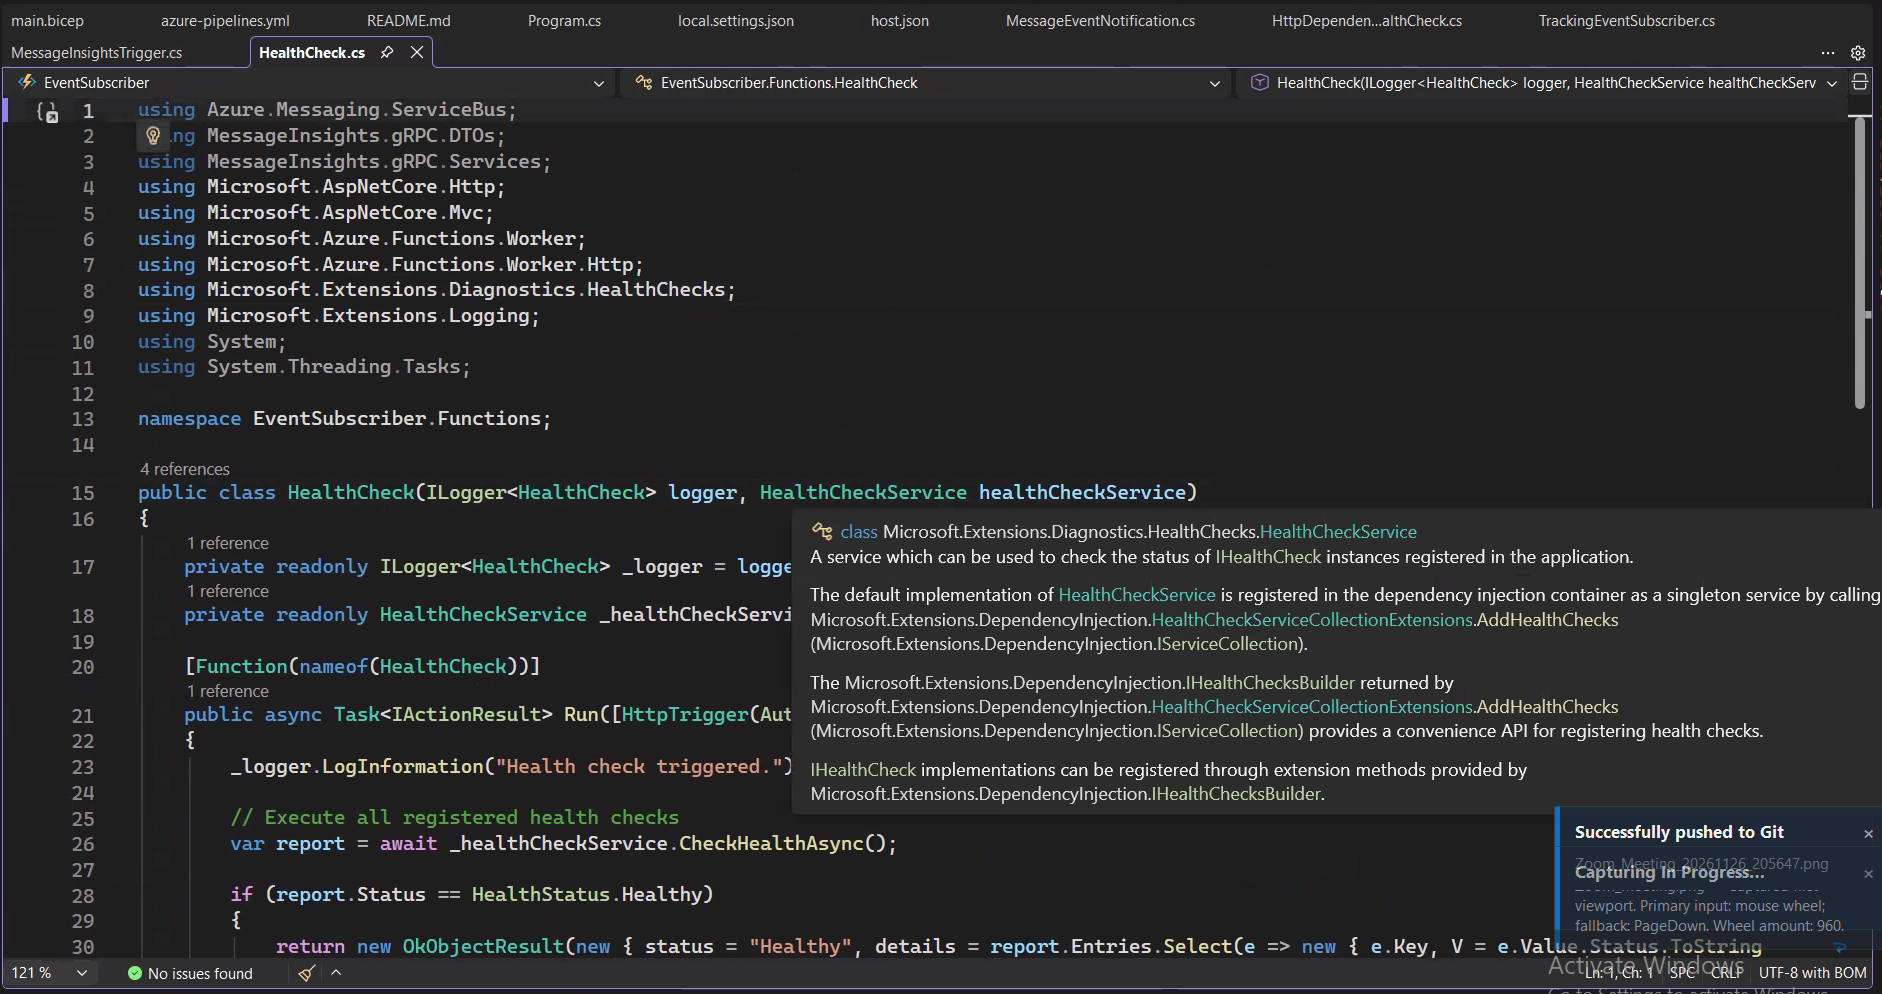 main.bicep azure-pipelines.yml README.md Program.cs local.settings.json host.json MessageEventNotification.cs HttpDependen...althCheck.cs TrackingEventSubscriber.cs
MessageInsightsTrigger.cs HealthCheck.cs
EventSubscriber EventSubscriber.Functions.HealthCheck HealthCheck(ILogger<HealthCheck> logger, HealthCheckService healthCheckServ
1 using Azure.Messaging.ServiceBus;
2 ng MessageInsights.gRPC.DTOs;
3 using MessageInsights.gRPC.Services;
4 using Microsoft.AspNetCore.Http;
5 using Microsoft.AspNetCore.Mvc;
6 using Microsoft.Azure.Functions.Worker;
7 using Microsoft.Azure.Functions.Worker.Http;
8 using Microsoft.Extensions.Diagnostics.HealthChecks;
9 using Microsoft.Extensions.Logging;
10 using System;
11 using System.Threading.Tasks;
12
13 namespace EventSubscriber.Functions;
14
4 references
15 public class HealthCheck(ILogger<HealthCheck> logger, HealthCheckService healthCheckService)
16 {
1 reference
17 private readonly ILogger<HealthCheck> _logger = logge
1 reference
18 private readonly HealthCheckService _healthCheckServi
19
20 [Function(nameof(HealthCheck))]
1 reference
21 public async Task<IActionResult> Run([HttpTrigger(Aut
22 {
23 _logger.LogInformation("Health check triggered.")
24
25 // Execute all registered health checks
26 var report = await _healthCheckService.CheckHealthAsync();
27
28 if (report.Status == HealthStatus.Healthy)
29 {
30 return new OkObjectResult(new { status = "Healthy", details = report.Entries.Select(e => new { e.Key, V = e.Value.Status.ToString
class Microsoft.Extensions.Diagnostics.HealthChecks.HealthCheckService
A service which can be used to check the status of IHealthCheck instances registered in the application.
The default implementation of HealthCheckService is registered in the dependency injection container as a singleton service by calling
Microsoft.Extensions.DependencyInjection.HealthCheckServiceCollectionExtensions.AddHealthChecks
(Microsoft.Extensions.DependencyInjection.IServiceCollection).
The Microsoft.Extensions.DependencyInjection.IHealthChecksBuilder returned by
Microsoft.Extensions.DependencyInjection.HealthCheckServiceCollectionExtensions.AddHealthChecks
(Microsoft.Extensions.DependencyInjection.IServiceCollection) provides a convenience API for registering health checks.
IHealthCheck implementations can be registered through extension methods provided by
Microsoft.Extensions.DependencyInjection.IHealthChecksBuilder.
Successfully pushed to Git
Zoom_Meeting_20261126_205647.png
Capturing In Progress...
viewport. Primary input: mouse wheel;
fallback: PageDown. Wheel amount: 960.
Activate Windows
121 % No issues found Ln: 1, Ch: 1 SPC CRLF UTF-8 with BOM
Go to Settings to activate Windows.